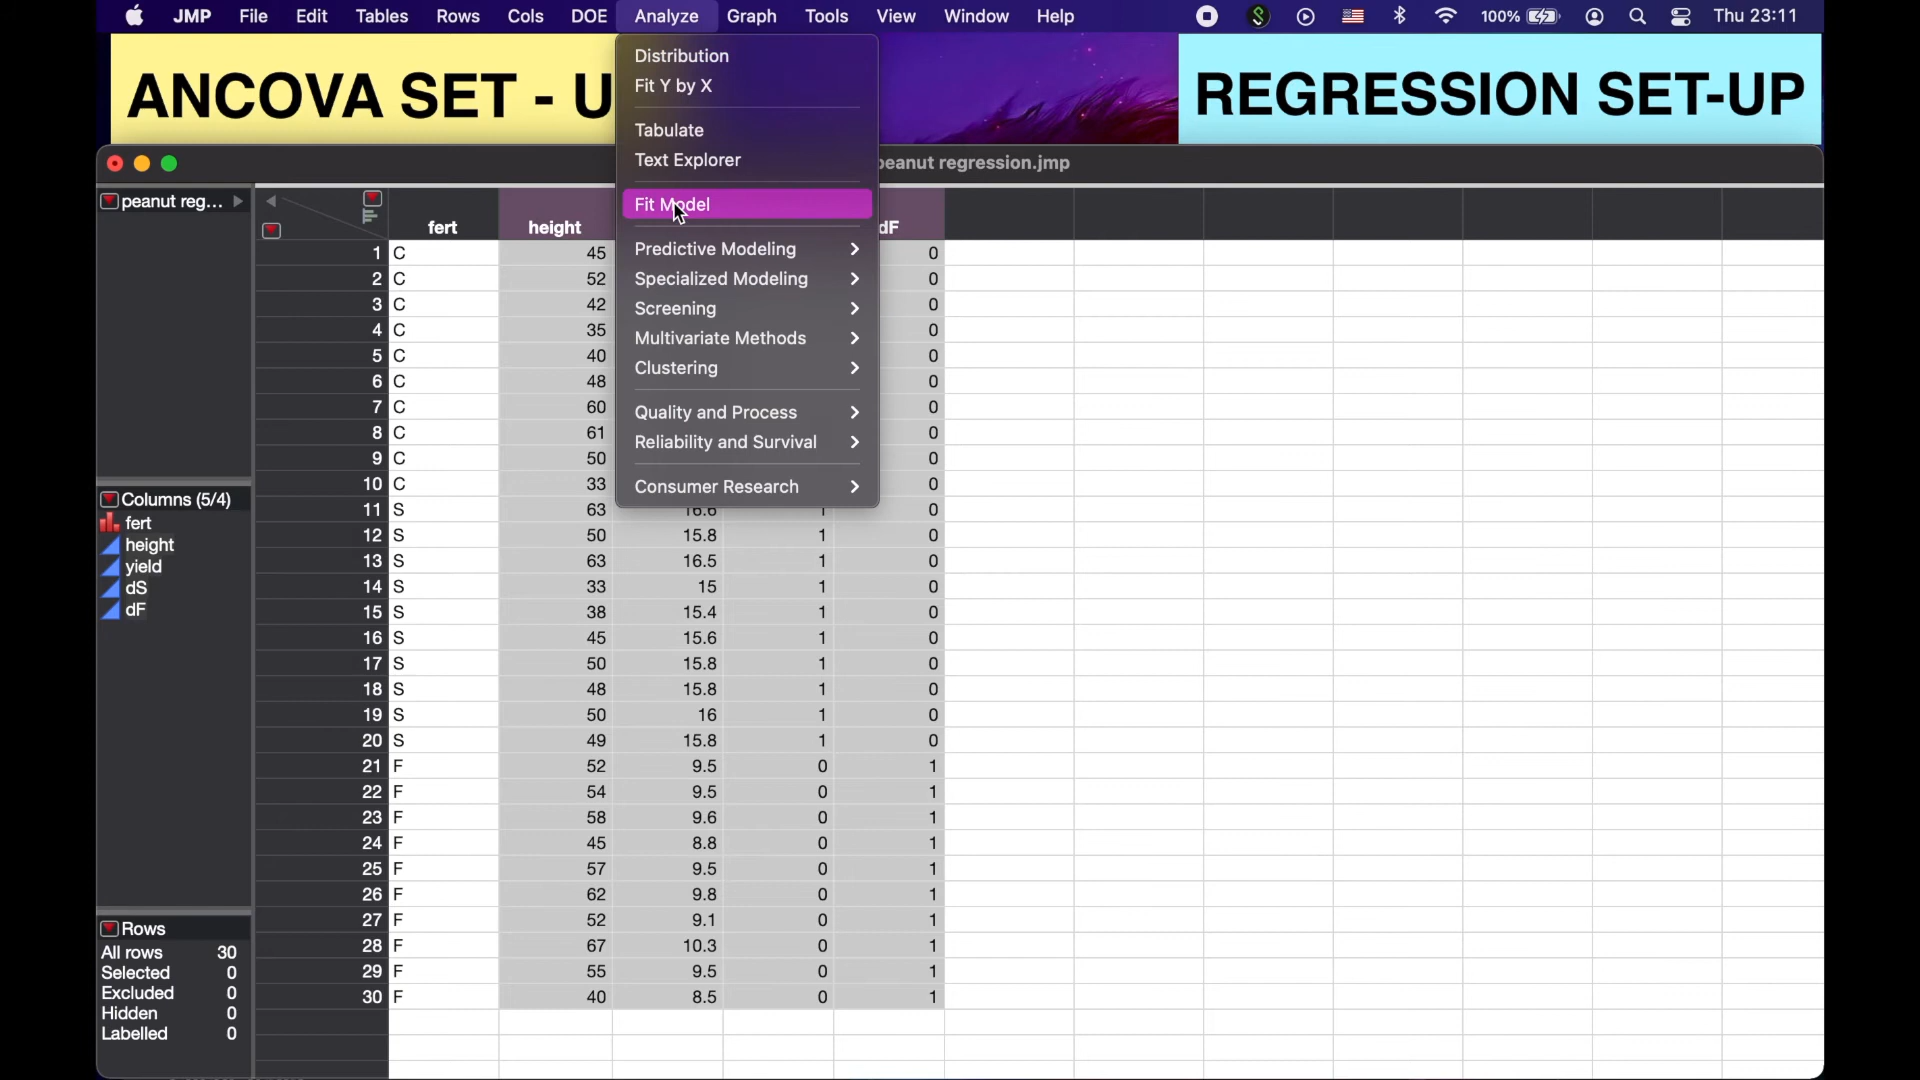 JMP File Edit Tables Rows Cols DOE Analyze Graph Tools View Window Help 100% Thu 23:11
ANCOVA SET - U
REGRESSION SET-UP
Distribution
Fit Y by X
Tabulate
Text Explorer
Fit Model
Predictive Modeling
Specialized Modeling
Screening
Multivariate Methods
Clustering
Quality and Process
Reliability and Survival
Consumer Research
peanut regression.jmp
peanut reg...
Columns (5/4)
fert
height
yield
dS
dF
Rows
All rows 30
Selected 0
Excluded 0
Hidden 0
Labelled 0
fert height dF
1 C 45 0
2 C 52 0
3 C 42 0
4 C 35 0
5 C 40 0
6 C 48 0
7 C 60 0
8 C 61 0
9 C 50 0
10 C 33 0
11 S 63 16.6 1 0
12 S 50 15.8 1 0
13 S 63 16.5 1 0
14 S 33 15 1 0
15 S 38 15.4 1 0
16 S 45 15.6 1 0
17 S 50 15.8 1 0
18 S 48 15.8 1 0
19 S 50 16 1 0
20 S 49 15.8 1 0
21 F 52 9.5 0 1
22 F 54 9.5 0 1
23 F 58 9.6 0 1
24 F 45 8.8 0 1
25 F 57 9.5 0 1
26 F 62 9.8 0 1
27 F 52 9.1 0 1
28 F 67 10.3 0 1
29 F 55 9.5 0 1
30 F 40 8.5 0 1